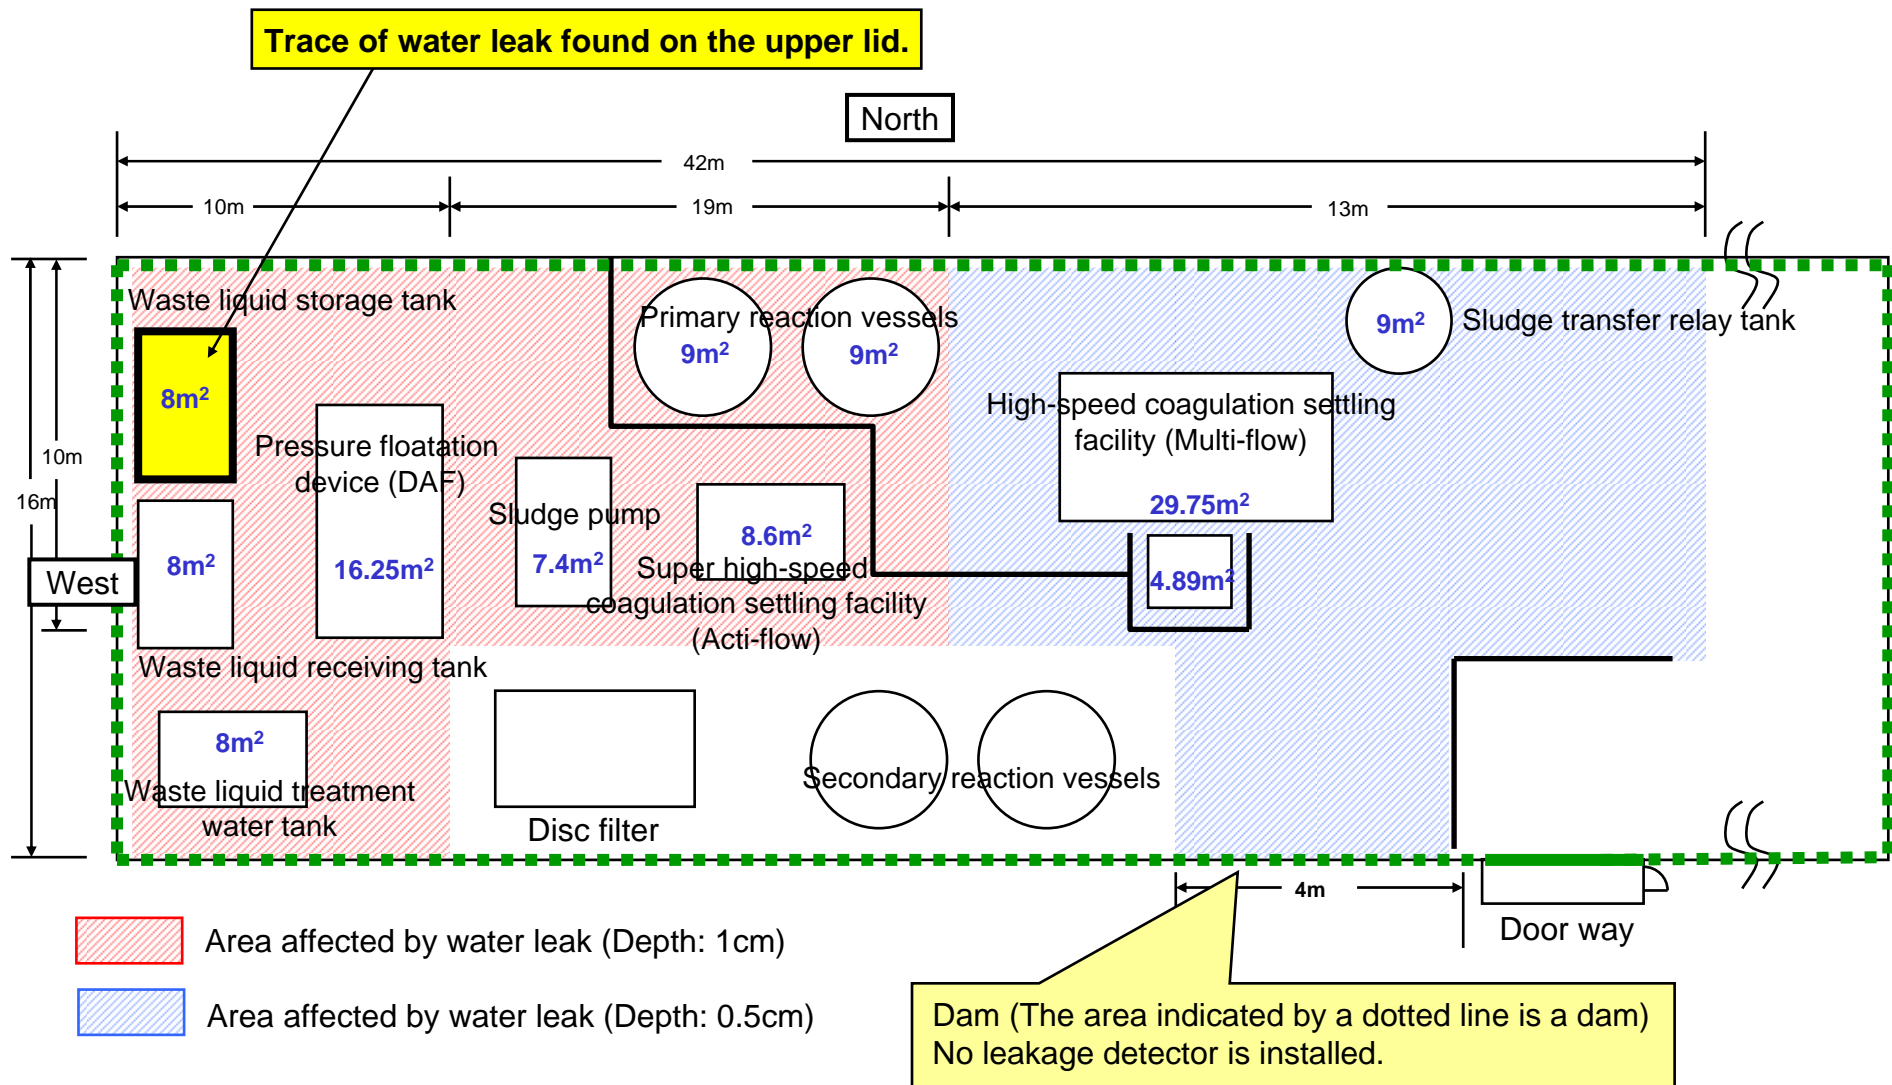 Trace of water leak found on the upper lid.
North
42m
10m
19m
13m
Waste liquid storage tank
Primary reaction vessels
9m²
9m²
9m²
Sludge transfer relay tank
8m²
High-speed coagulation settling
facility (Multi-flow)
29.75m²
10m
16m
Pressure floatation
device (DAF)
16.25m²
Sludge pump
7.4m²
8.6m²
Super high-speed
coagulation settling facility
(Acti-flow)
4.89m²
West
8m²
Waste liquid receiving tank
8m²
Waste liquid treatment
water tank
Disc filter
Secondary reaction vessels
4m
Door way
Area affected by water leak (Depth: 1cm)
Area affected by water leak (Depth: 0.5cm)
Dam (The area indicated by a dotted line is a dam)
No leakage detector is installed.